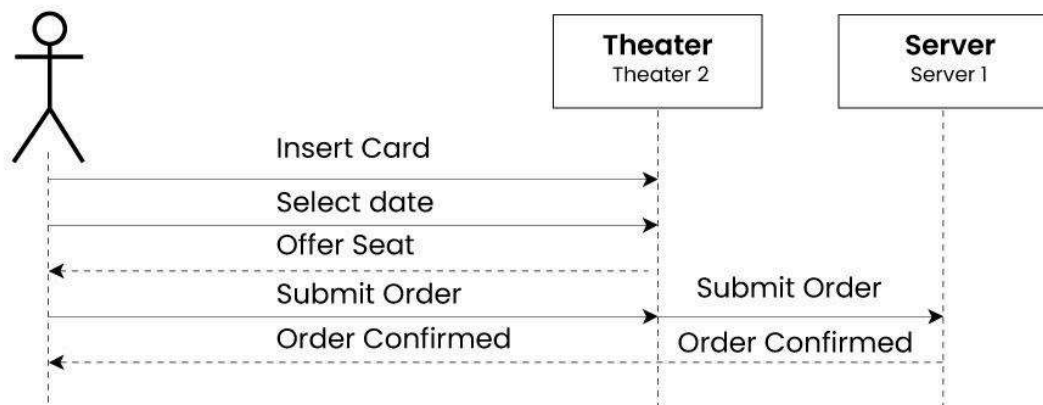 Theater
Theater 2
Server
Server 1
Insert Card
Select date
Offer Seat
Submit Order
Submit Order
Order Confirmed
Order Confirmed